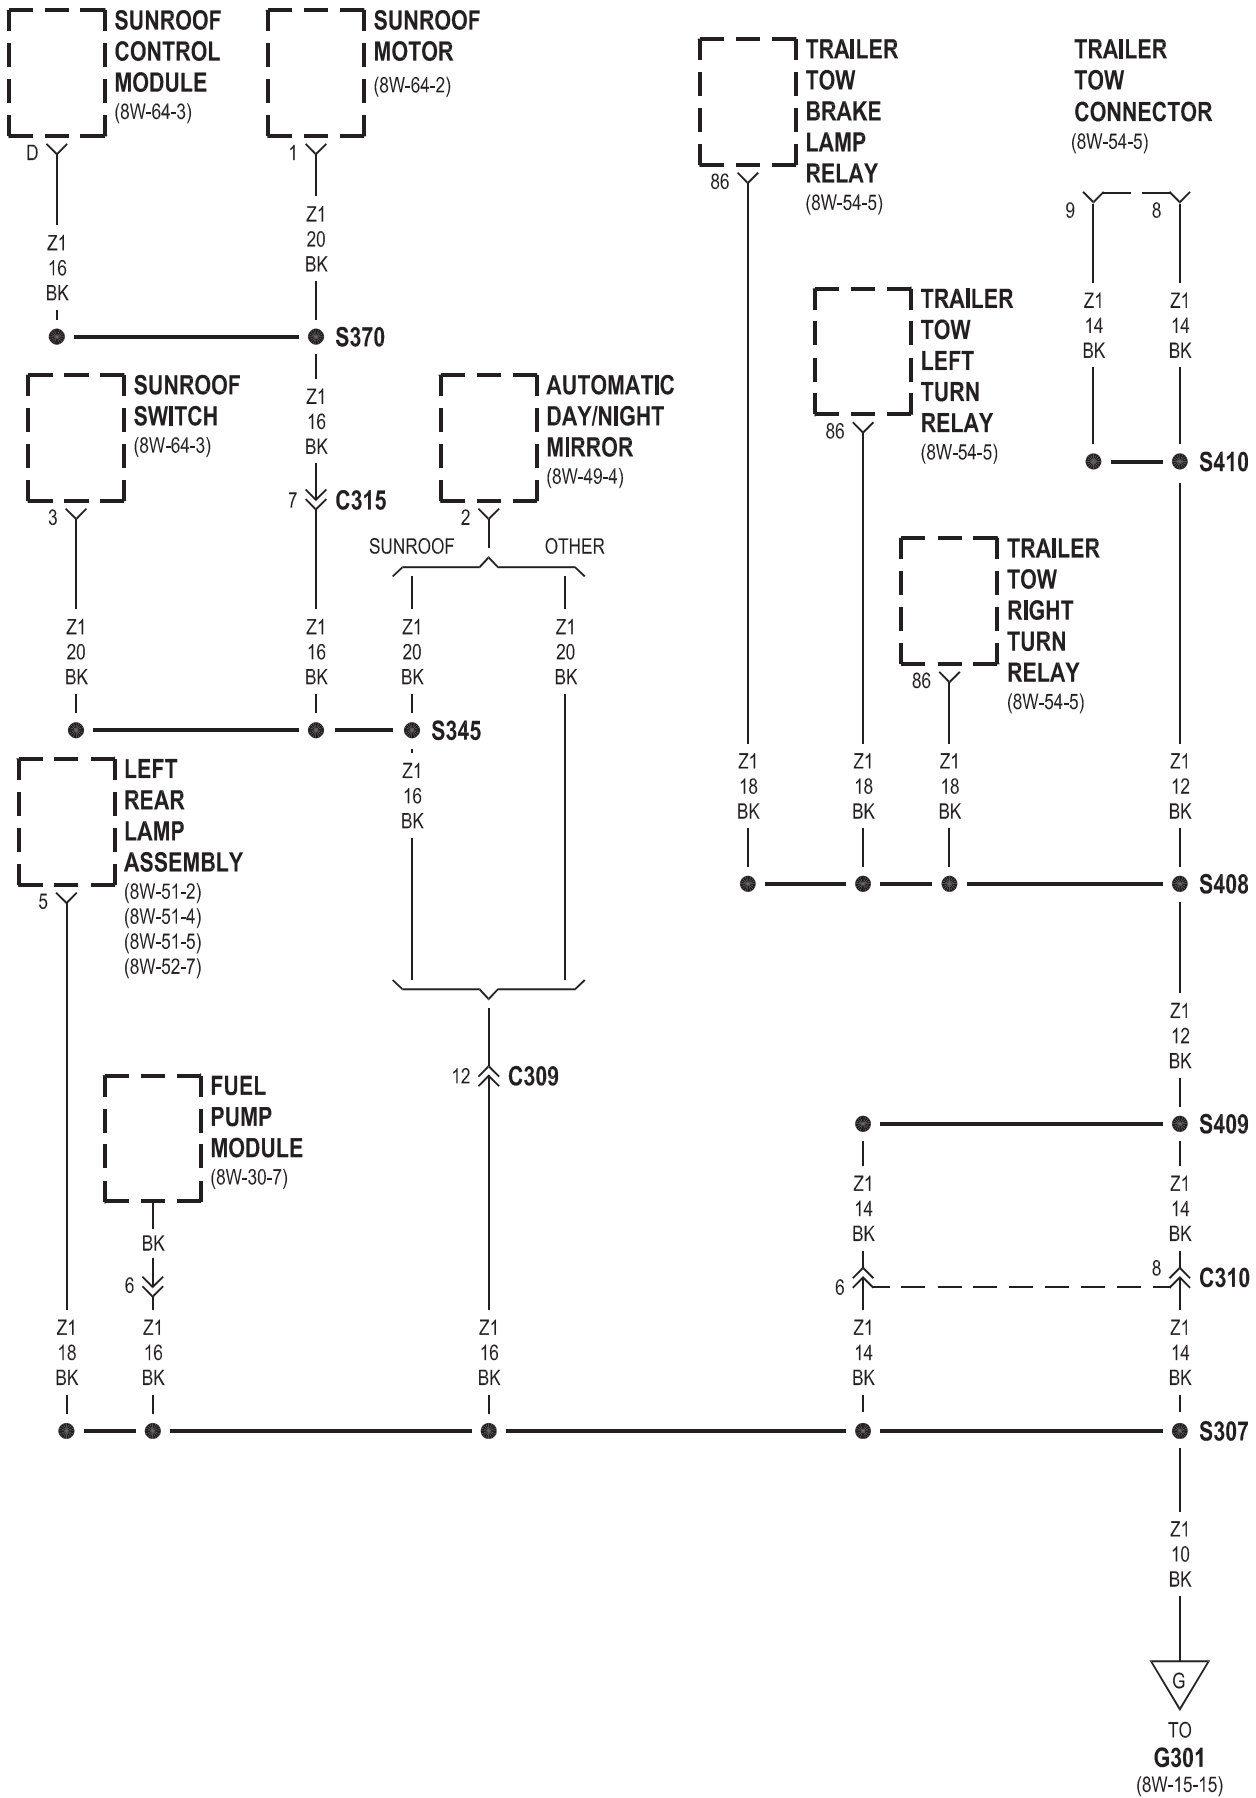 SUNROOF
CONTROL
MODULE
(8W-64-3)
D
SUNROOF
MOTOR
(8W-64-2)
1
TRAILER
TOW
BRAKE
LAMP
RELAY
(8W-54-5)
86
TRAILER
TOW
CONNECTOR
(8W-54-5)
9
8
Z1
16
BK
Z1
20
BK
S370
TRAILER
TOW
LEFT
TURN
RELAY
(8W-54-5)
86
Z1
14
BK
Z1
14
BK
S410
SUNROOF
SWITCH
(8W-64-3)
3
Z1
16
BK
7
C315
AUTOMATIC
DAY/NIGHT
MIRROR
(8W-49-4)
2
SUNROOF
OTHER
TRAILER
TOW
RIGHT
TURN
RELAY
(8W-54-5)
86
Z1
20
BK
Z1
16
BK
Z1
20
BK
Z1
20
BK
S345
LEFT
REAR
LAMP
ASSEMBLY
(8W-51-2)
(8W-51-4)
(8W-51-5)
(8W-52-7)
5
Z1
16
BK
Z1
18
BK
Z1
18
BK
Z1
18
BK
Z1
12
BK
S408
Z1
12
BK
12
C309
FUEL
PUMP
MODULE
(8W-30-7)
BK
6
S409
Z1
14
BK
Z1
14
BK
6
8
C310
Z1
18
BK
Z1
16
BK
Z1
16
BK
Z1
14
BK
Z1
14
BK
S307
Z1
10
BK
G
TO
G301
(8W-15-15)